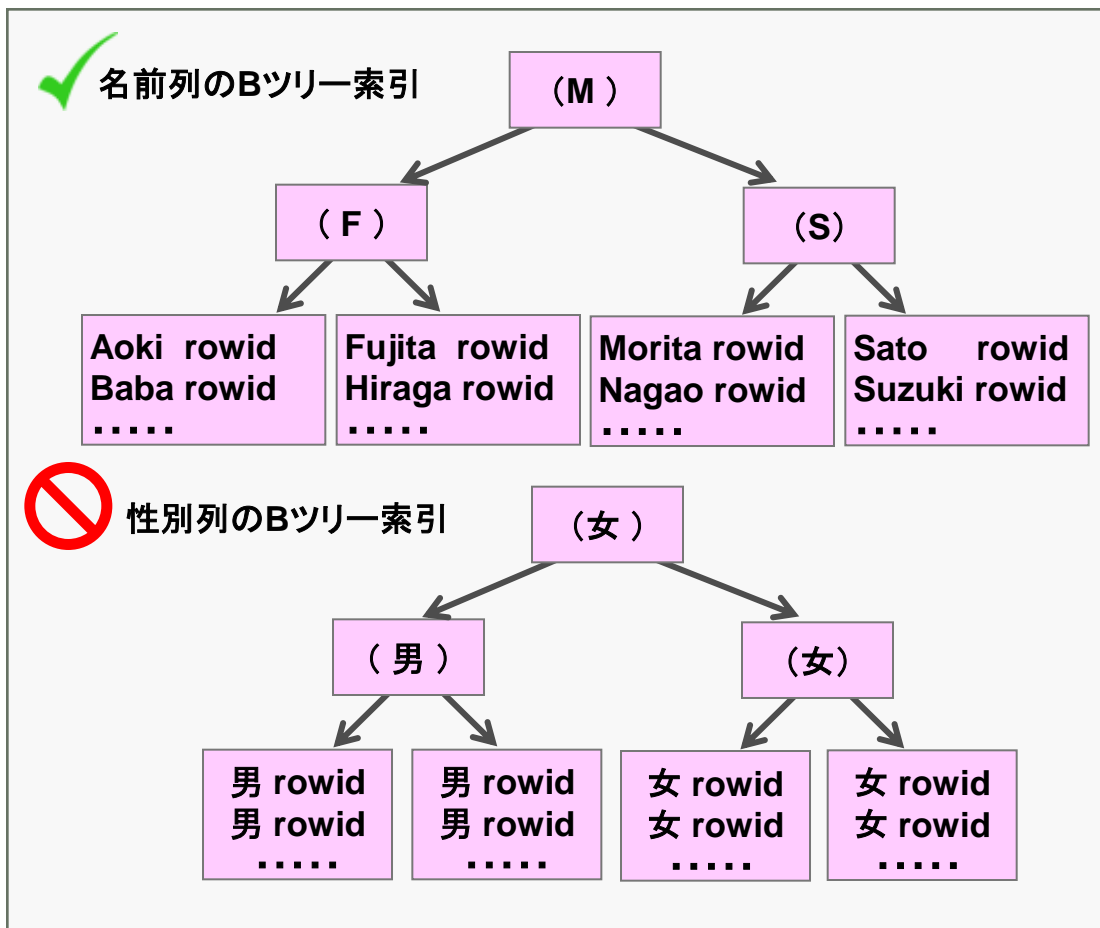 名前列のBツリー索引
（M ）
（ F ）
（S）
Aoki rowid
Baba rowid
.....
Fujita rowid
Hiraga rowid
.....
Morita rowid
Nagao rowid
.....
Sato rowid
Suzuki rowid
.....
性別列のBツリー索引
（女 ）
（ 男 ）
（女）
男 rowid
男 rowid
.....
男 rowid
男 rowid
.....
女 rowid
女 rowid
.....
女 rowid
女 rowid
.....